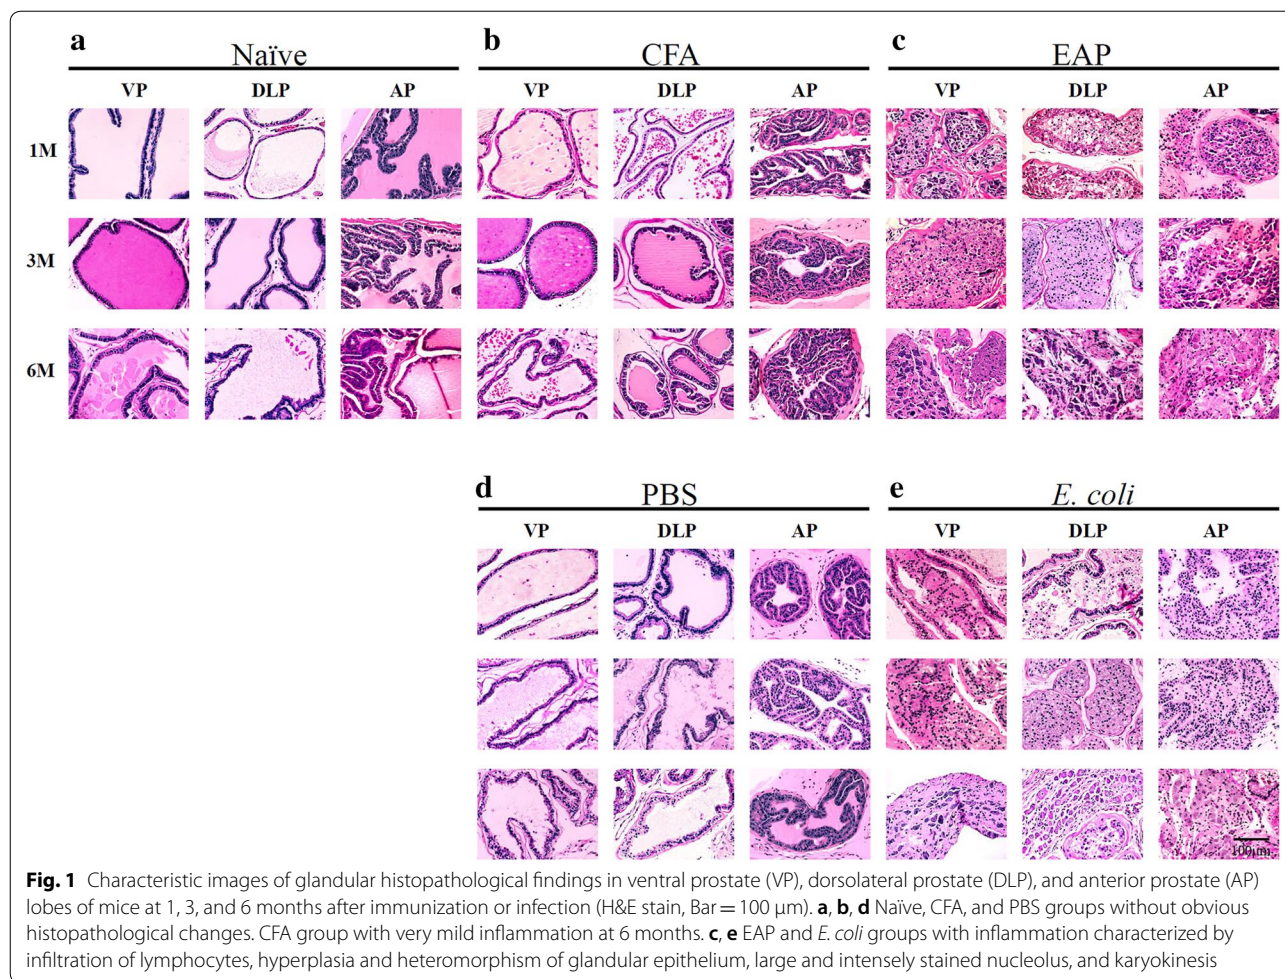 a
Naïve
b
CFA
c
EAP
VP DLP AP VP DLP AP VP DLP AP
1M
3M
6M
d
PBS
e
E. coli
VP DLP AP VP DLP AP
100μm
Fig. 1 Characteristic images of glandular histopathological findings in ventral prostate (VP), dorsolateral prostate (DLP), and anterior prostate (AP)
lobes of mice at 1, 3, and 6 months after immunization or infection (H&E stain, Bar = 100 μm). a, b, d Naïve, CFA, and PBS groups without obvious
histopathological changes. CFA group with very mild inflammation at 6 months. c, e EAP and E. coli groups with inflammation characterized by
infiltration of lymphocytes, hyperplasia and heteromorphism of glandular epithelium, large and intensely stained nucleolus, and karyokinesis